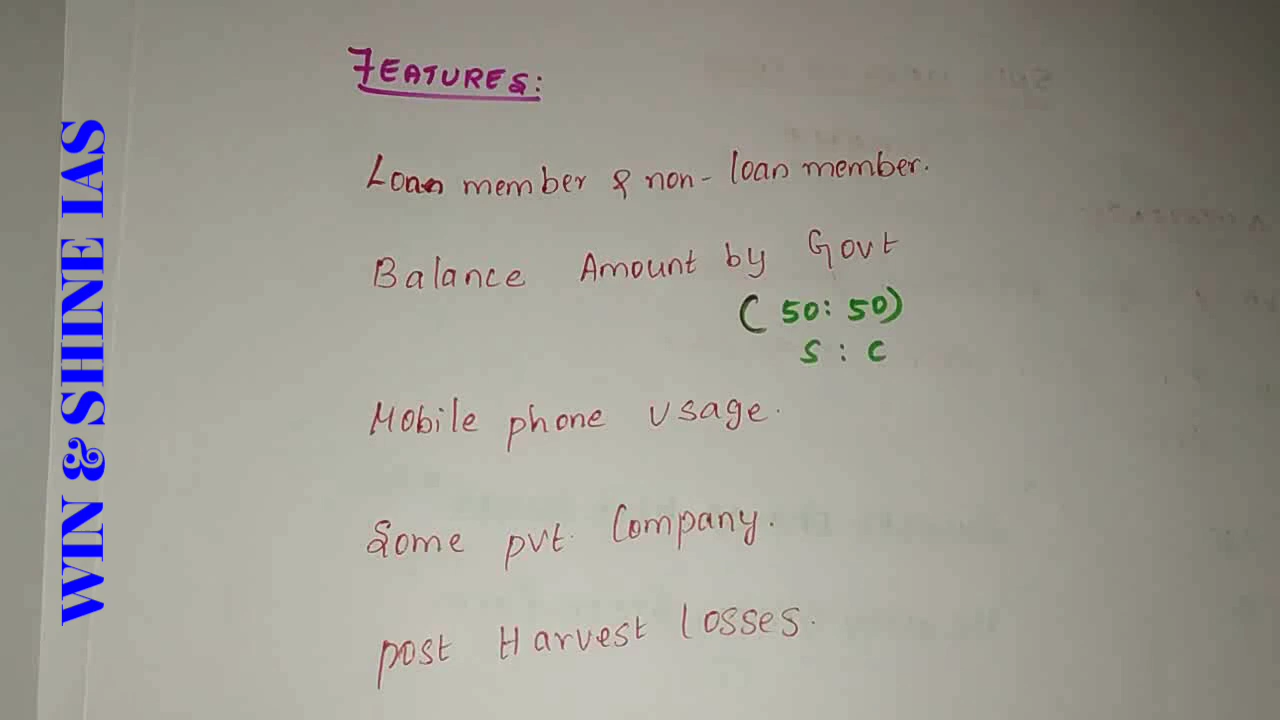 FEATURES:
Loan member & non-loan member.
Balance Amount by Govt
(50:50)
S : C
Mobile phone usage.
Some pvt. Company.
post Harvest losses.
WIN & SHINE IAS